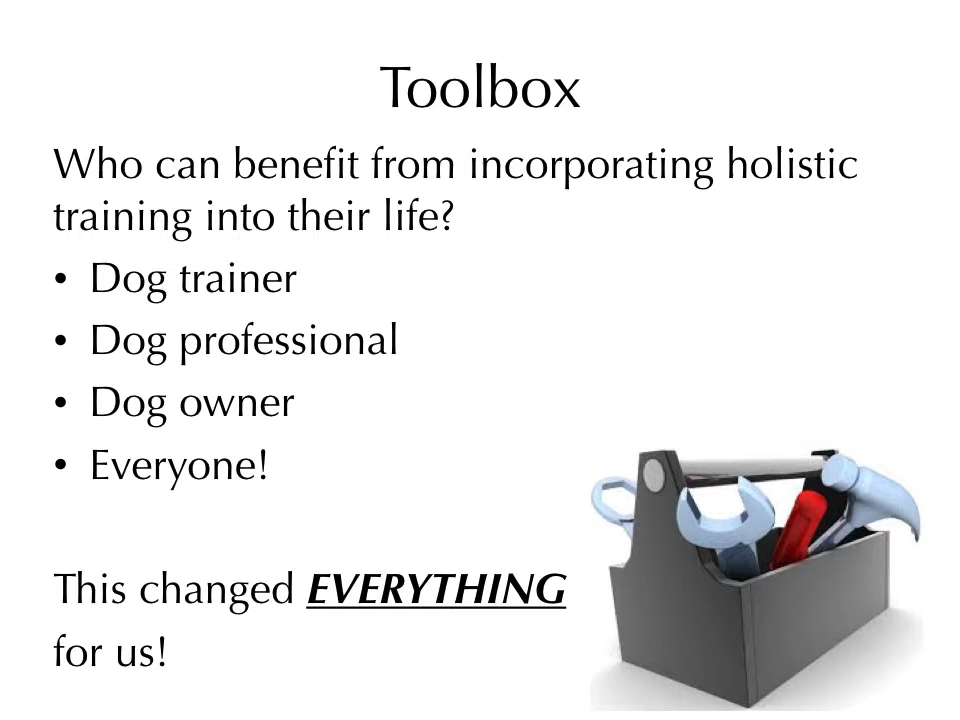 Toolbox
Who can benefit from incorporating holistic
training into their life?
• Dog trainer
• Dog professional
• Dog owner
• Everyone!
This changed EVERYTHING
for us!